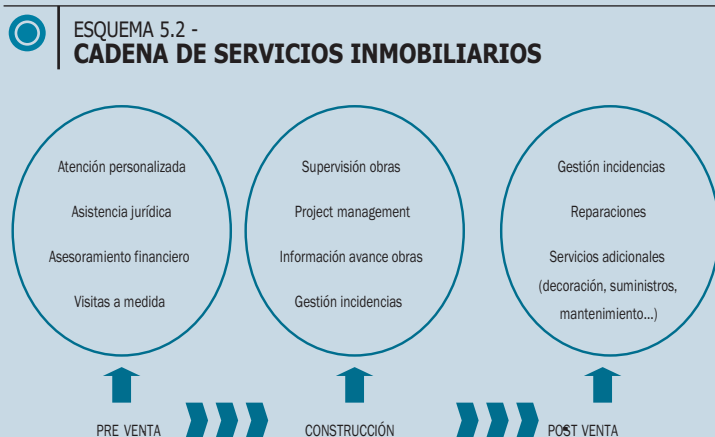 ESQUEMA 5.2 -
CADENA DE SERVICIOS INMOBILIARIOS
Atención personalizada
Asistencia jurídica
Asesoramiento financiero
Visitas a medida
Supervisión obras
Project management
Información avance obras
Gestión incidencias
Gestión incidencias
Reparaciones
Servicios adicionales
(decoración, suministros,
mantenimiento...)
PRE VENTA
CONSTRUCCIÓN
POST VENTA